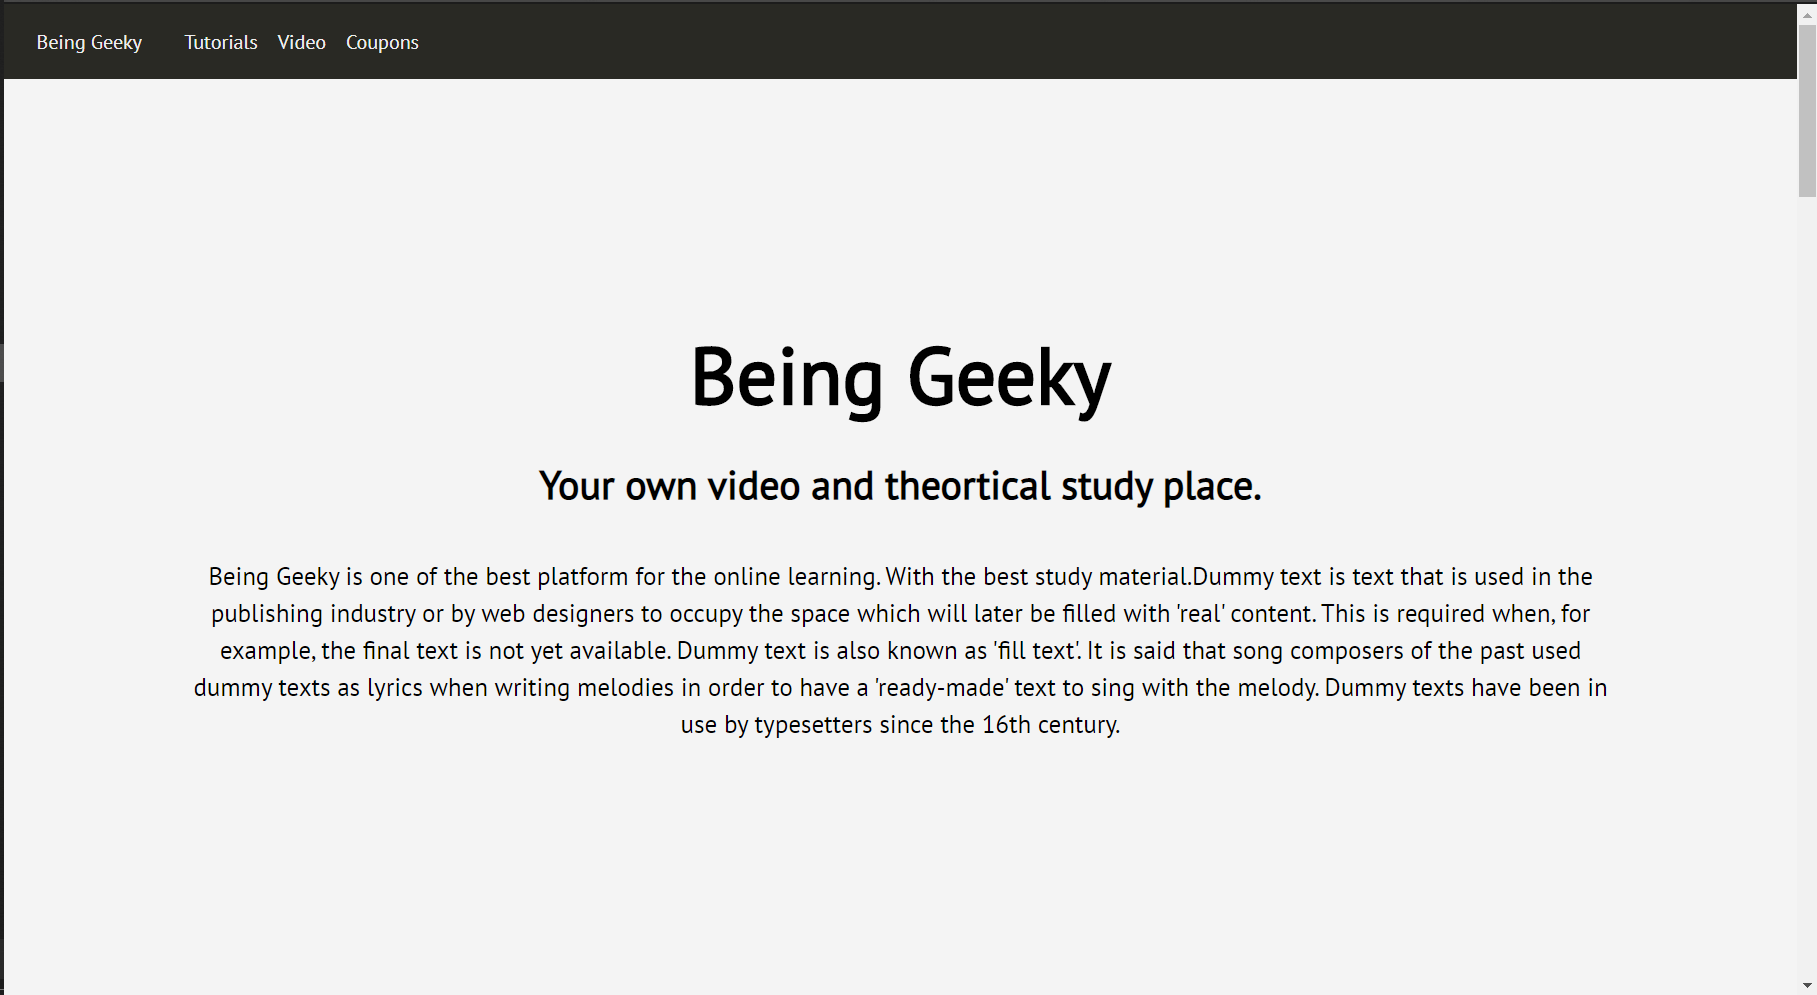 Being Geeky Tutorials Video Coupons
Being Geeky
Your own video and theortical study place.
Being Geeky is one of the best platform for the online learning. With the best study material.Dummy text is text that is used in the
publishing industry or by web designers to occupy the space which will later be filled with 'real' content. This is required when, for
example, the final text is not yet available. Dummy text is also known as 'fill text'. It is said that song composers of the past used
dummy texts as lyrics when writing melodies in order to have a 'ready-made' text to sing with the melody. Dummy texts have been in
use by typesetters since the 16th century.